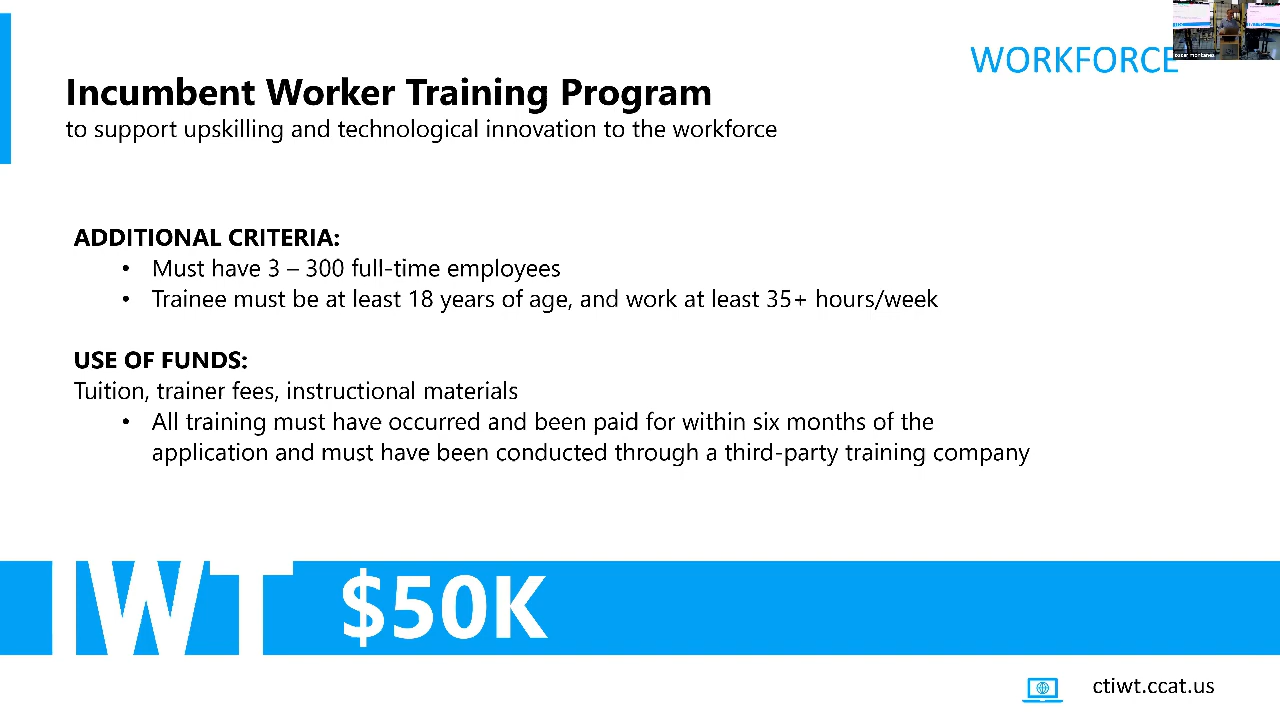 WORKFORCE
Incumbent Worker Training Program
to support upskilling and technological innovation to the workforce
ADDITIONAL CRITERIA:
• Must have 3 – 300 full-time employees
• Trainee must be at least 18 years of age, and work at least 35+ hours/week
USE OF FUNDS:
Tuition, trainer fees, instructional materials
• All training must have occurred and been paid for within six months of the
application and must have been conducted through a third-party training company
IWT $50K
ctiwt.ccat.us